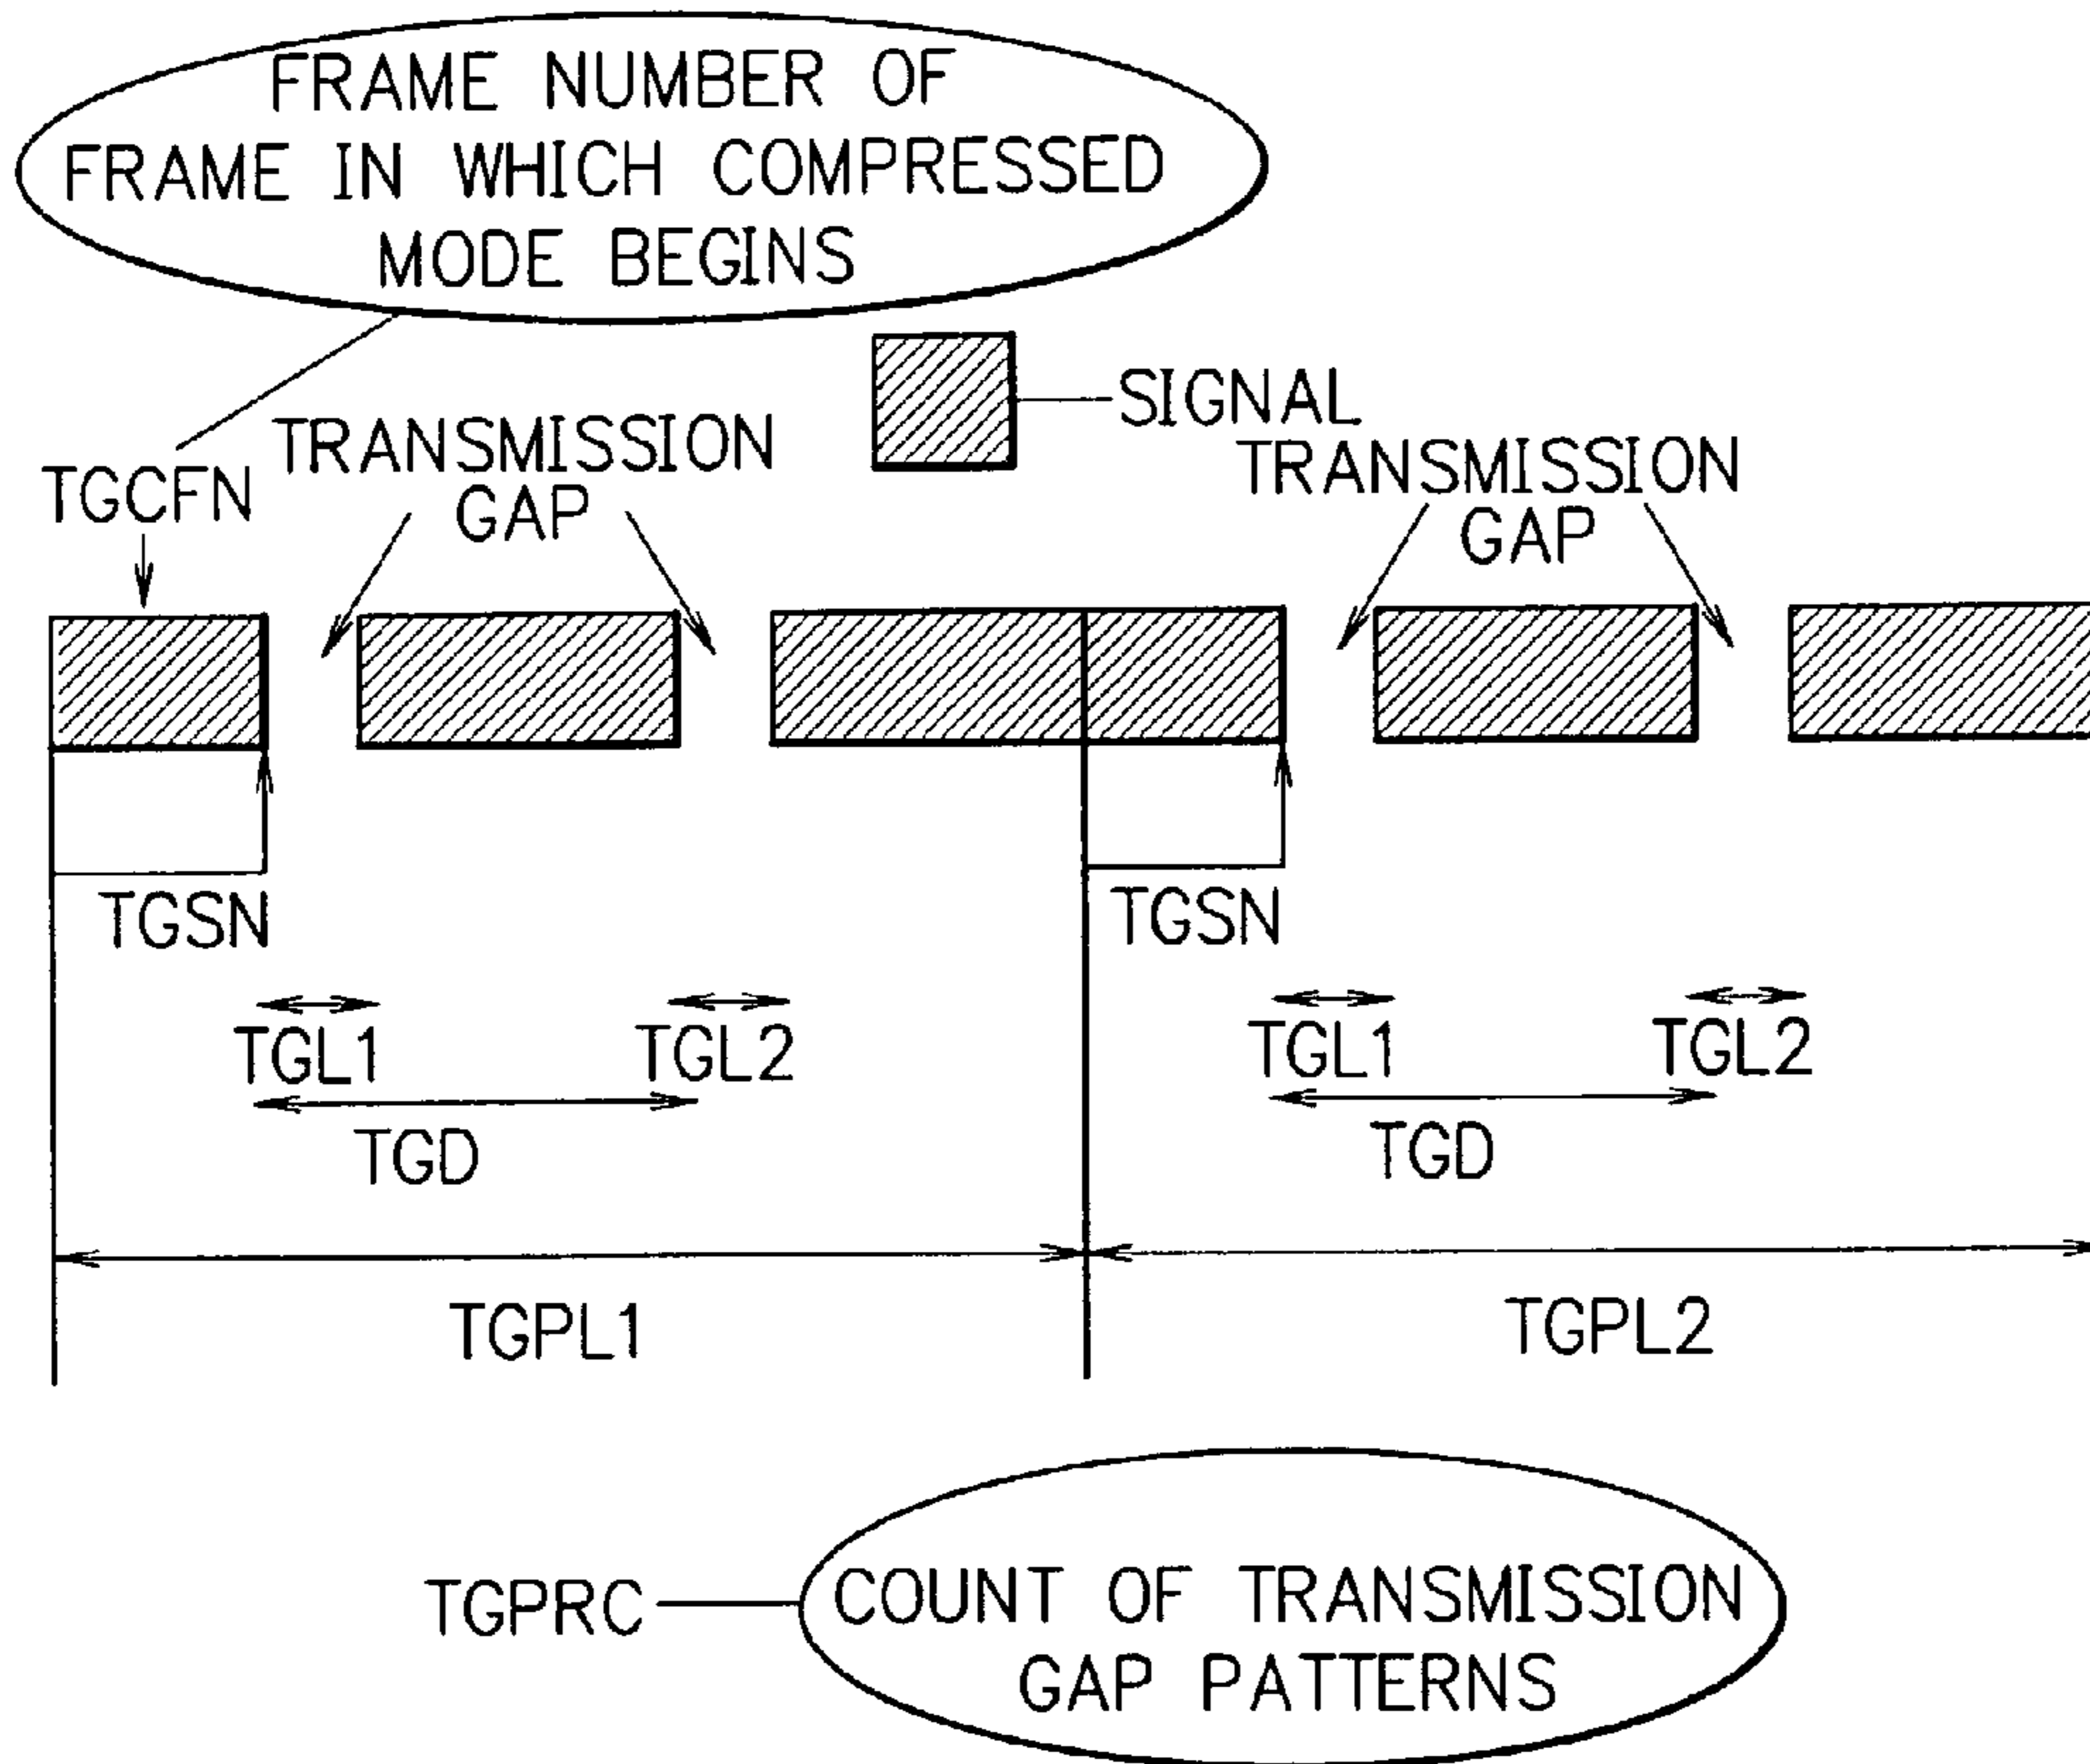 FRAME NUMBER OF
FRAME IN WHICH COMPRESSED
MODE BEGINS
SIGNAL
TRANSMISSION
GAP
TRANSMISSION
GAP
TGCFN
TGSN
TGSN
TGL1
TGL2
TGL1
TGL2
TGD
TGD
TGPL1
TGPL2
TGPRC
COUNT OF TRANSMISSION
GAP PATTERNS